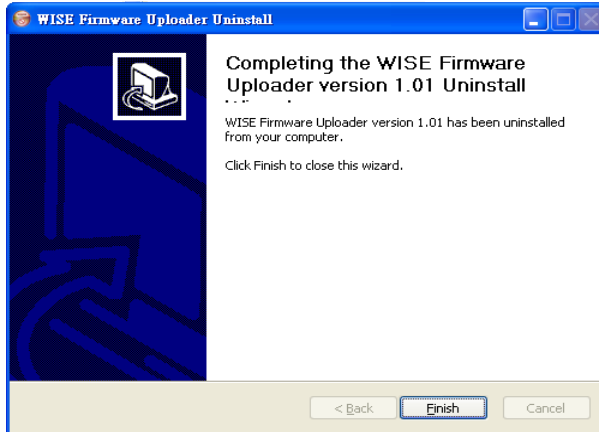 WISE Firmware Uploader Uninstall
Completing the WISE Firmware
Uploader version 1.01 Uninstall
WISE Firmware Uploader version 1.01 has been uninstalled
from your computer.
Click Finish to close this wizard.
< Back Finish Cancel